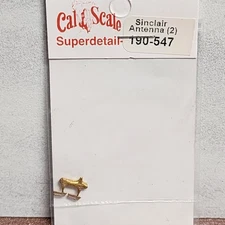 Cal Scale
Sinclair
Antenna (2)
Superdetail-
190-547